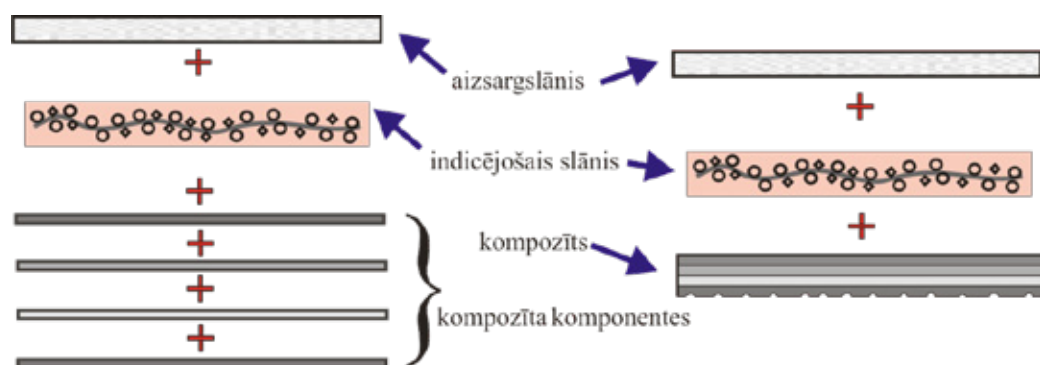 aizsargslānis
indicējošais slānis
kompozīts
kompozīta komponentes